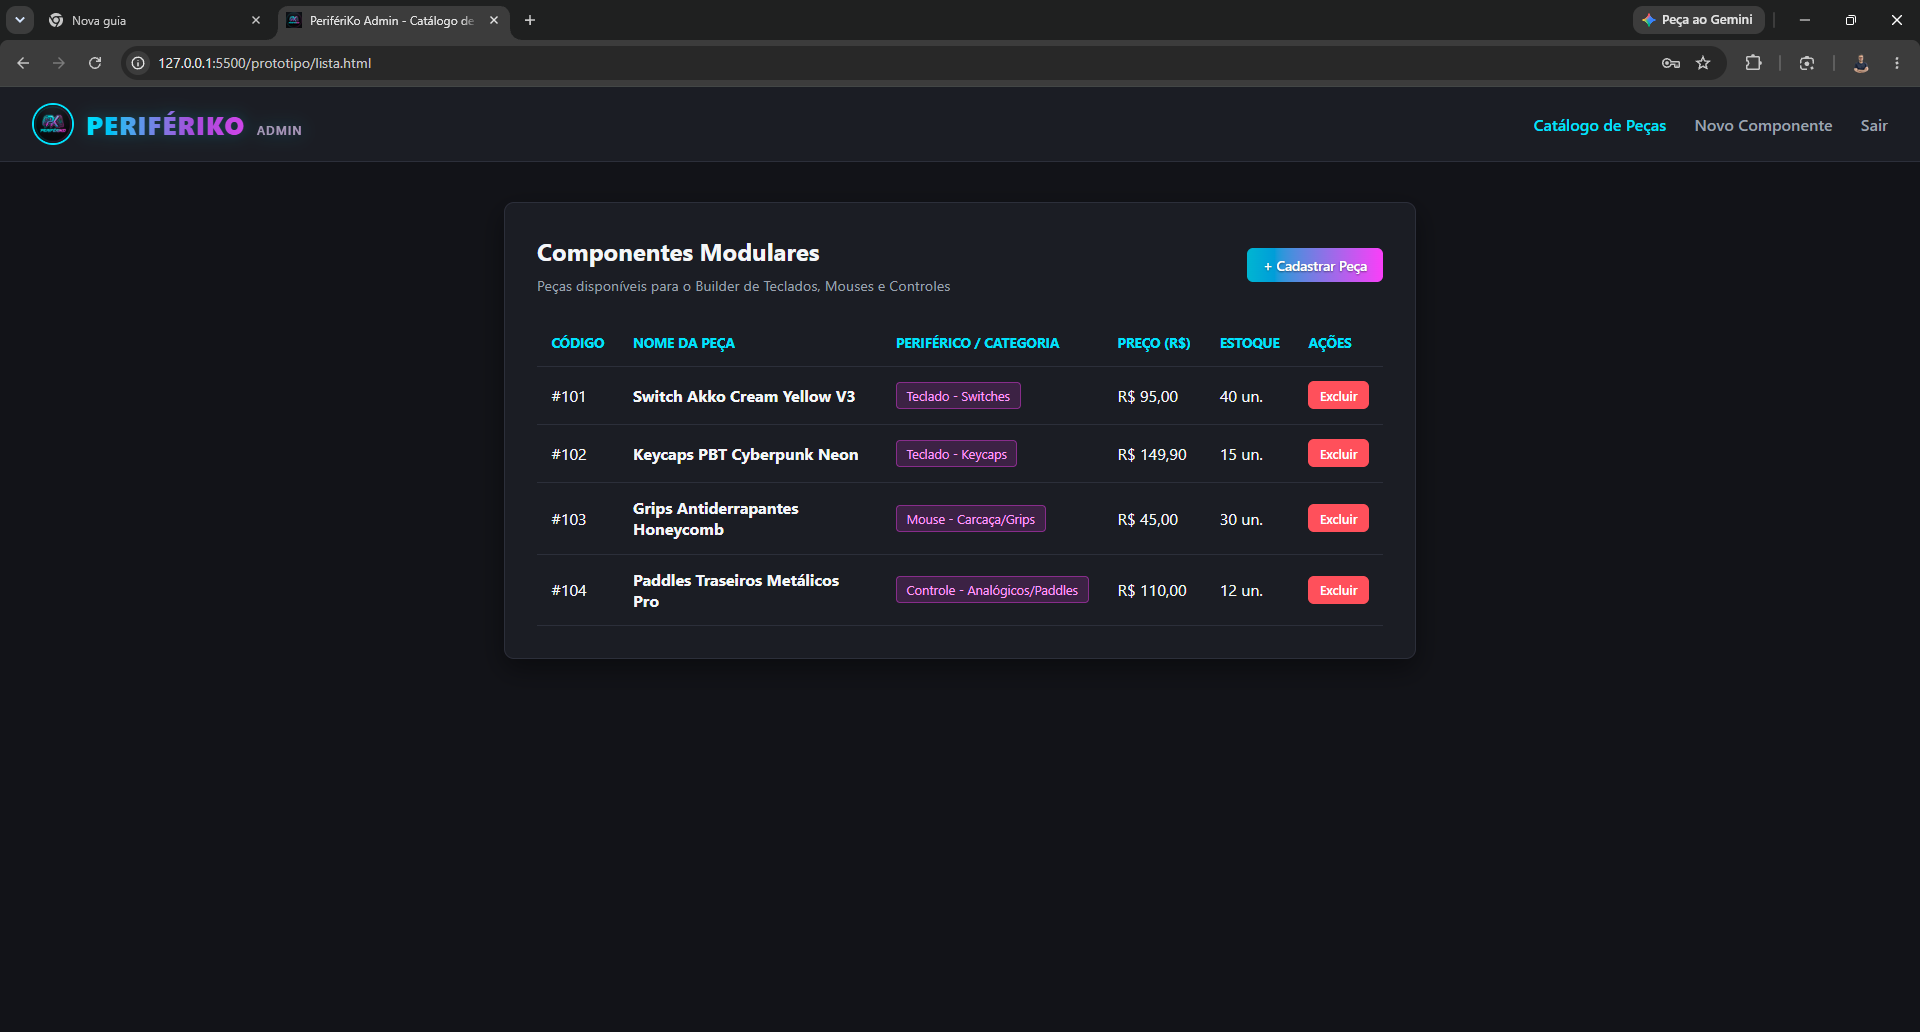 Nova guia
PerifériKo Admin - Catálogo de
Peça ao Gemini
127.0.0.1:5500/prototipo/lista.html
PERIFÉRIKO ADMIN
Catálogo de Peças
Novo Componente
Sair
Componentes Modulares
Peças disponíveis para o Builder de Teclados, Mouses e Controles
+ Cadastrar Peça
CÓDIGO NOME DA PEÇA PERIFÉRICO / CATEGORIA PREÇO (R$) ESTOQUE AÇÕES
#101 Switch Akko Cream Yellow V3 Teclado - Switches R$ 95,00 40 un. Excluir
#102 Keycaps PBT Cyberpunk Neon Teclado - Keycaps R$ 149,90 15 un. Excluir
#103 Grips Antiderrapantes
Honeycomb Mouse - Carcaça/Grips R$ 45,00 30 un. Excluir
#104 Paddles Traseiros Metálicos
Pro Controle - Analógicos/Paddles R$ 110,00 12 un. Excluir